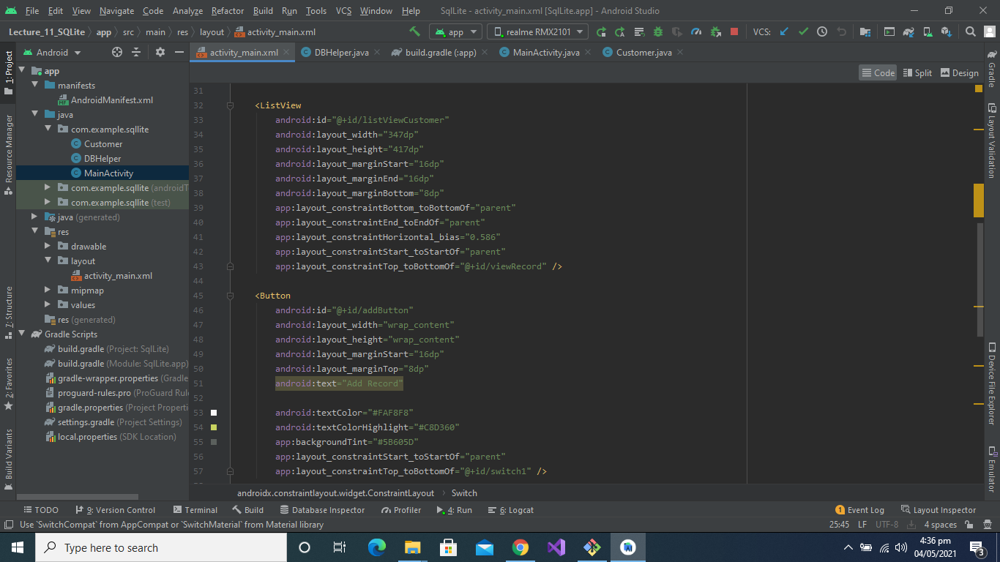 File Edit View Navigate Code Analyze Refactor Build Run Tools VCS Window Help SqlLite - activity_main.xml [SqlLite.app] - Android Studio
Lecture_11_SQLite app src main res layout activity_main.xml app realme RMX2101 VCS:
Android activity_main.xml DBHelper.java build.gradle (:app) MainActivity.java Customer.java
Code Split Design
1: Project
Resource Manager
7: Structure
2: Favorites
Build Variants
app
manifests
AndroidManifest.xml
java
com.example.sqllite
Customer
DBHelper
MainActivity
com.example.sqllite (androidT
com.example.sqllite (test)
java (generated)
res
drawable
layout
activity_main.xml
mipmap
values
res (generated)
Gradle Scripts
build.gradle (Project: SqlLite)
build.gradle (Module: SqlLite.app)
gradle-wrapper.properties (Gradle
proguard-rules.pro (ProGuard Rule
gradle.properties (Project Properti
settings.gradle (Project Settings)
local.properties (SDK Location)
31
32 <ListView
33 android:id="@+id/listViewCustomer"
34 android:layout_width="347dp"
35 android:layout_height="417dp"
36 android:layout_marginStart="16dp"
37 android:layout_marginEnd="16dp"
38 android:layout_marginBottom="8dp"
39 app:layout_constraintBottom_toBottomOf="parent"
40 app:layout_constraintEnd_toEndOf="parent"
41 app:layout_constraintHorizontal_bias="0.586"
42 app:layout_constraintStart_toStartOf="parent"
43 app:layout_constraintTop_toBottomOf="@+id/viewRecord" />
44
45 <Button
46 android:id="@+id/addButton"
47 android:layout_width="wrap_content"
48 android:layout_height="wrap_content"
49 android:layout_marginStart="16dp"
50 android:layout_marginTop="8dp"
51 android:text="Add Record"
52
53 android:textColor="#FAF8F8"
54 android:textColorHighlight="#C8D360"
55 app:backgroundTint="#5B605D"
56 app:layout_constraintStart_toStartOf="parent"
57 app:layout_constraintTop_toBottomOf="@+id/switch1" />
Gradle
Layout Validation
Device File Explorer
Emulator
androidx.constraintlayout.widget.ConstraintLayout Switch
TODO 9: Version Control Terminal Build Database Inspector Profiler 4: Run 6: Logcat 1 Event Log Layout Inspector
Use `SwitchCompat` from AppCompat or `SwitchMaterial` from Material library 25:45 LF UTF-8 4 spaces
Type here to search 4:36 pm
04/05/2021 3